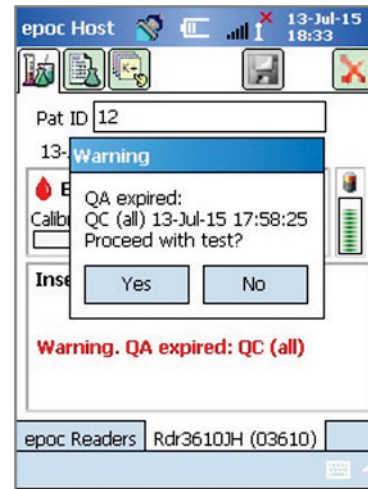 epoc Host 13-Jul-15
18:33
Pat ID 12
13-
Warning
QA expired:
QC (all) 13-Jul-15 17:58:25
Proceed with test?
Calib
Yes No
Inse
Warning. QA expired: QC (all)
epoc Readers Rdr3610JH (03610)